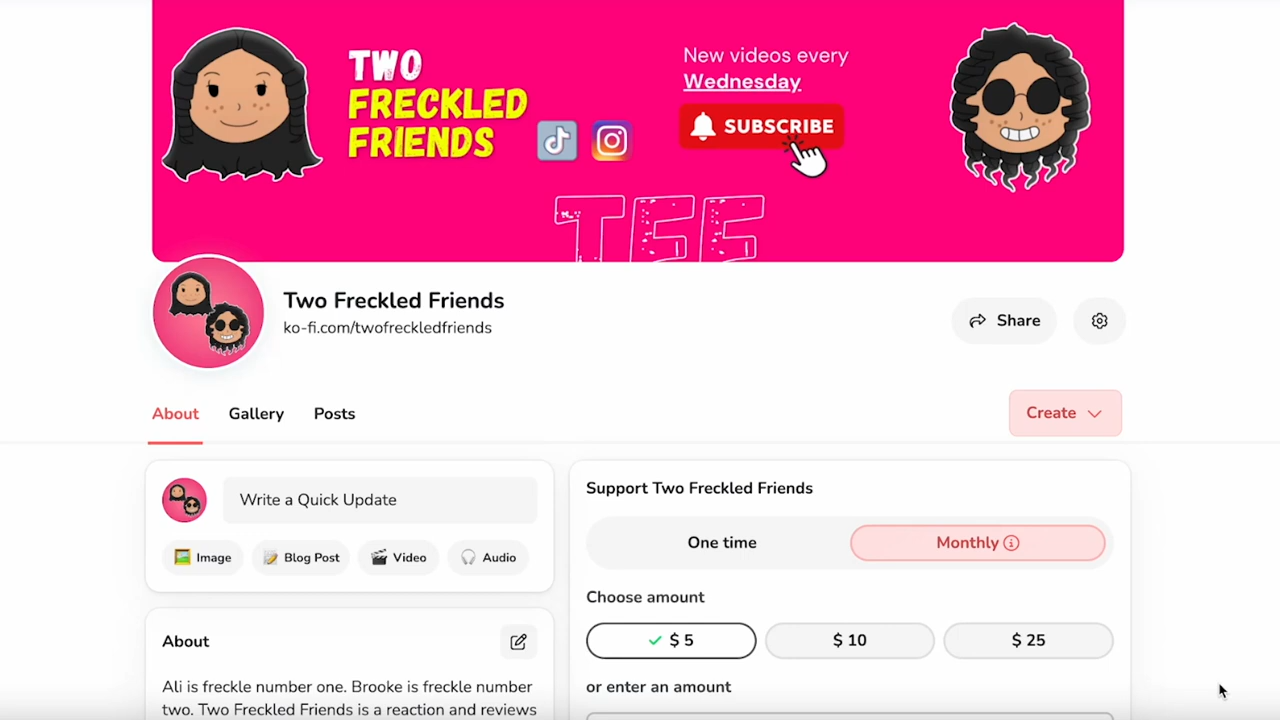 TWO
FRECKLED
FRIENDS
New videos every
Wednesday
SUBSCRIBE
TEE
Two Freckled Friends
ko-fi.com/twofreckledfriends
Share
About
Gallery
Posts
Create
Write a Quick Update
Image
Blog Post
Video
Audio
About
Ali is freckle number one. Brooke is freckle number
two. Two Freckled Friends is a reaction and reviews
Support Two Freckled Friends
One time
Monthly
Choose amount
$ 5
$ 10
$ 25
or enter an amount